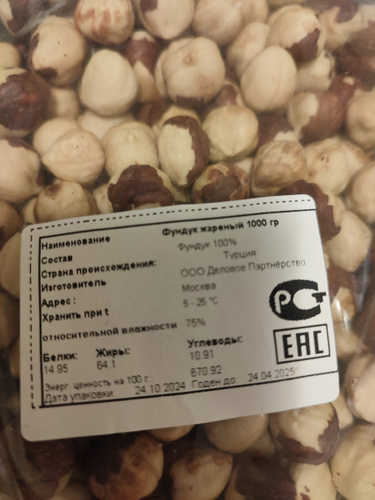 Наименование Фундук жареный 1000 гр
Состав Фундук 100%
Страна происхождения: Турция
Изготовитель ООО Деловое Партнёрство
Адрес : Москва
Хранить при t 5 - 25 °C
относительной влажности 75%
Белки: Жиры: Углеводы:
14.95 64.1 10.91
Энерг. ценность на 100 г.: 670.92
Дата упаковки 24.10.2024 Годен до: 24.04.2025
РСТ
ЕАС